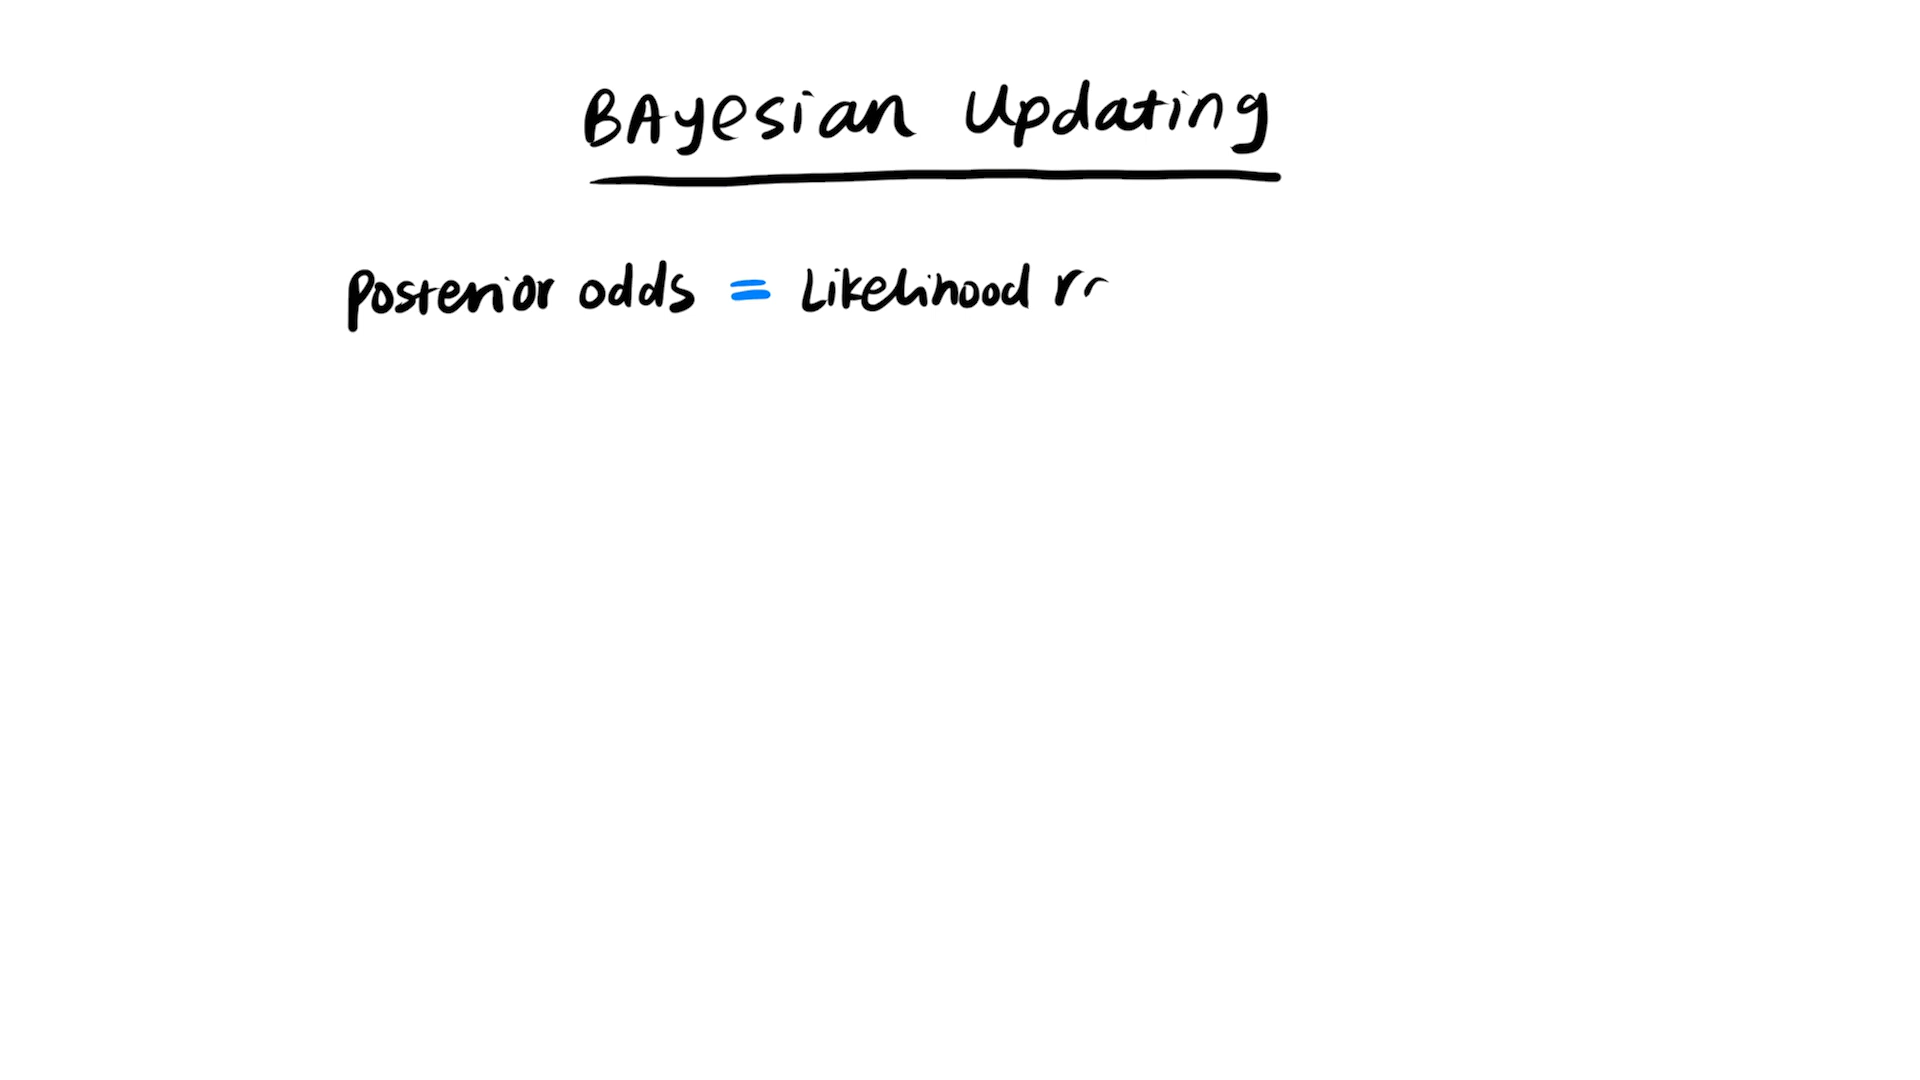 BAyesian Updating
Posterior odds = Likelihood r